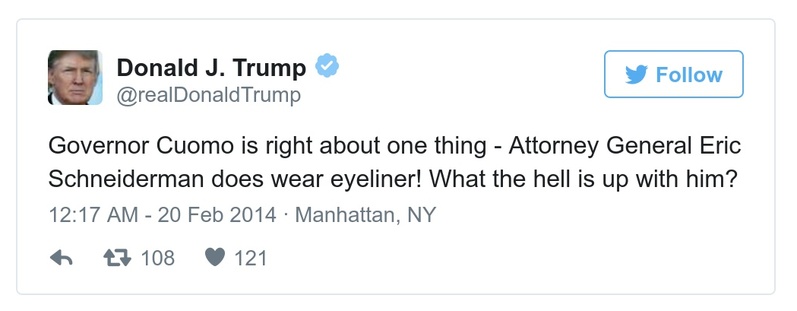 Donald J. Trump
@realDonaldTrump
Follow
Governor Cuomo is right about one thing - Attorney General Eric
Schneiderman does wear eyeliner! What the hell is up with him?
12:17 AM - 20 Feb 2014 · Manhattan, NY
108 121